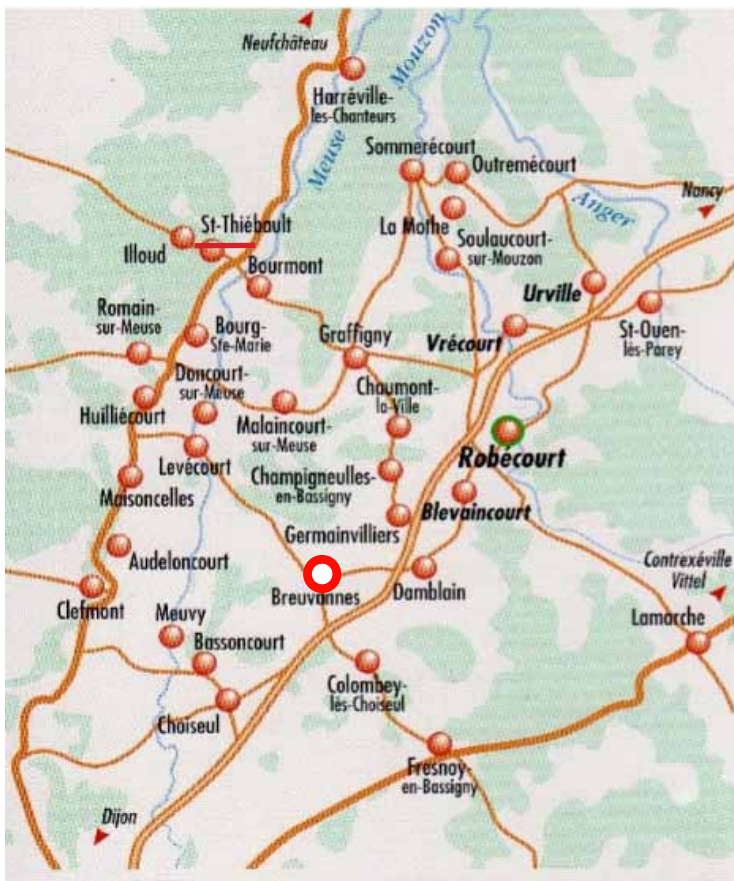 Neufchâteau
Mouzon
Harréville-
les-Chanteurs
Meuse
Sommerécourt
Outremécourt
Nancy
Anger
St-Thiébault
La Mothe
Illoud
Soulaucourt-
sur-Mouzon
Bourmont
Urville
Romain-
sur-Meuse
Bourg-
Ste-Marie
Graffigny
Vrécourt
St-Ouen-
lès-Parey
Doncourt-
sur-Meuse
Chaumont-
la-Ville
Huilliécourt
Malaincourt-
sur-Meuse
Robécourt
Levécourt
Maisoncelles
Champigneulles-
en-Bassigny
Blevaincourt
Germainvilliers
Audeloncourt
Contrexéville
Vittel
Clefmont
Breuvannes
Damblain
Meuvy
Lamarche
Bassoncourt
Colombey-
lès-Choiseul
Choiseul
Fresnoy-
en-Bassigny
Dijon